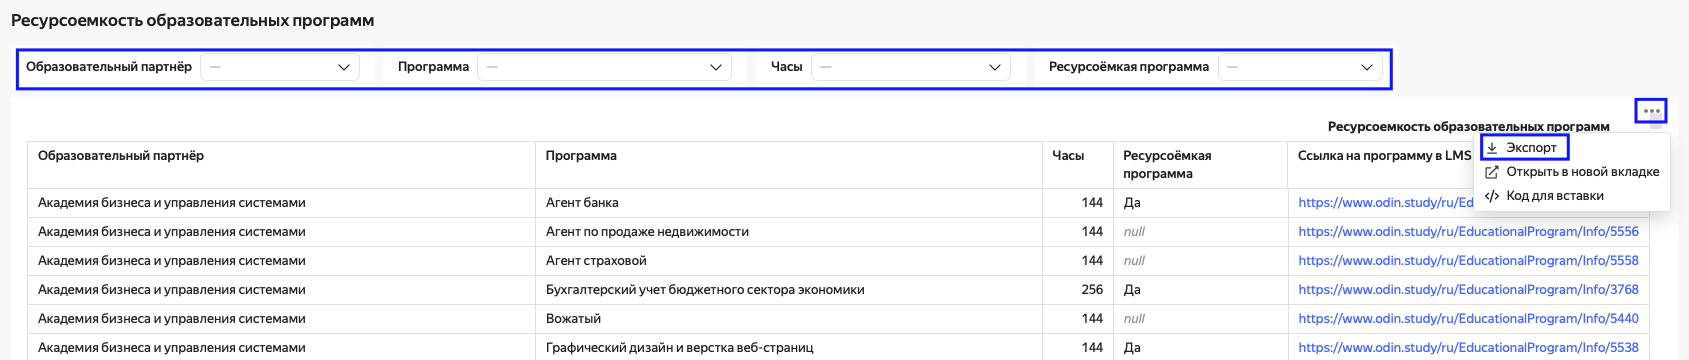 Ресурсоемкость образовательных программ
Образовательный партнёр — Программа — Часы — Ресурсоёмкая программа —
Ресурсоемкость образовательных программ
Экспорт
Открыть в новой вкладке
Код для вставки
Образовательный партнёр Программа Часы Ресурсоёмкая программа Ссылка на программу в LMS
Академия бизнеса и управления системами Агент банка 144 Да https://www.odin.study/ru/Ed
Академия бизнеса и управления системами Агент по продаже недвижимости 144 null https://www.odin.study/ru/EducationalProgram/Info/5556
Академия бизнеса и управления системами Агент страховой 144 null https://www.odin.study/ru/EducationalProgram/Info/5558
Академия бизнеса и управления системами Бухгалтерский учет бюджетного сектора экономики 256 Да https://www.odin.study/ru/EducationalProgram/Info/3768
Академия бизнеса и управления системами Вожатый 144 null https://www.odin.study/ru/EducationalProgram/Info/5440
Академия бизнеса и управления системами Графический дизайн и верстка веб-страниц 144 Да https://www.odin.study/ru/EducationalProgram/Info/5538